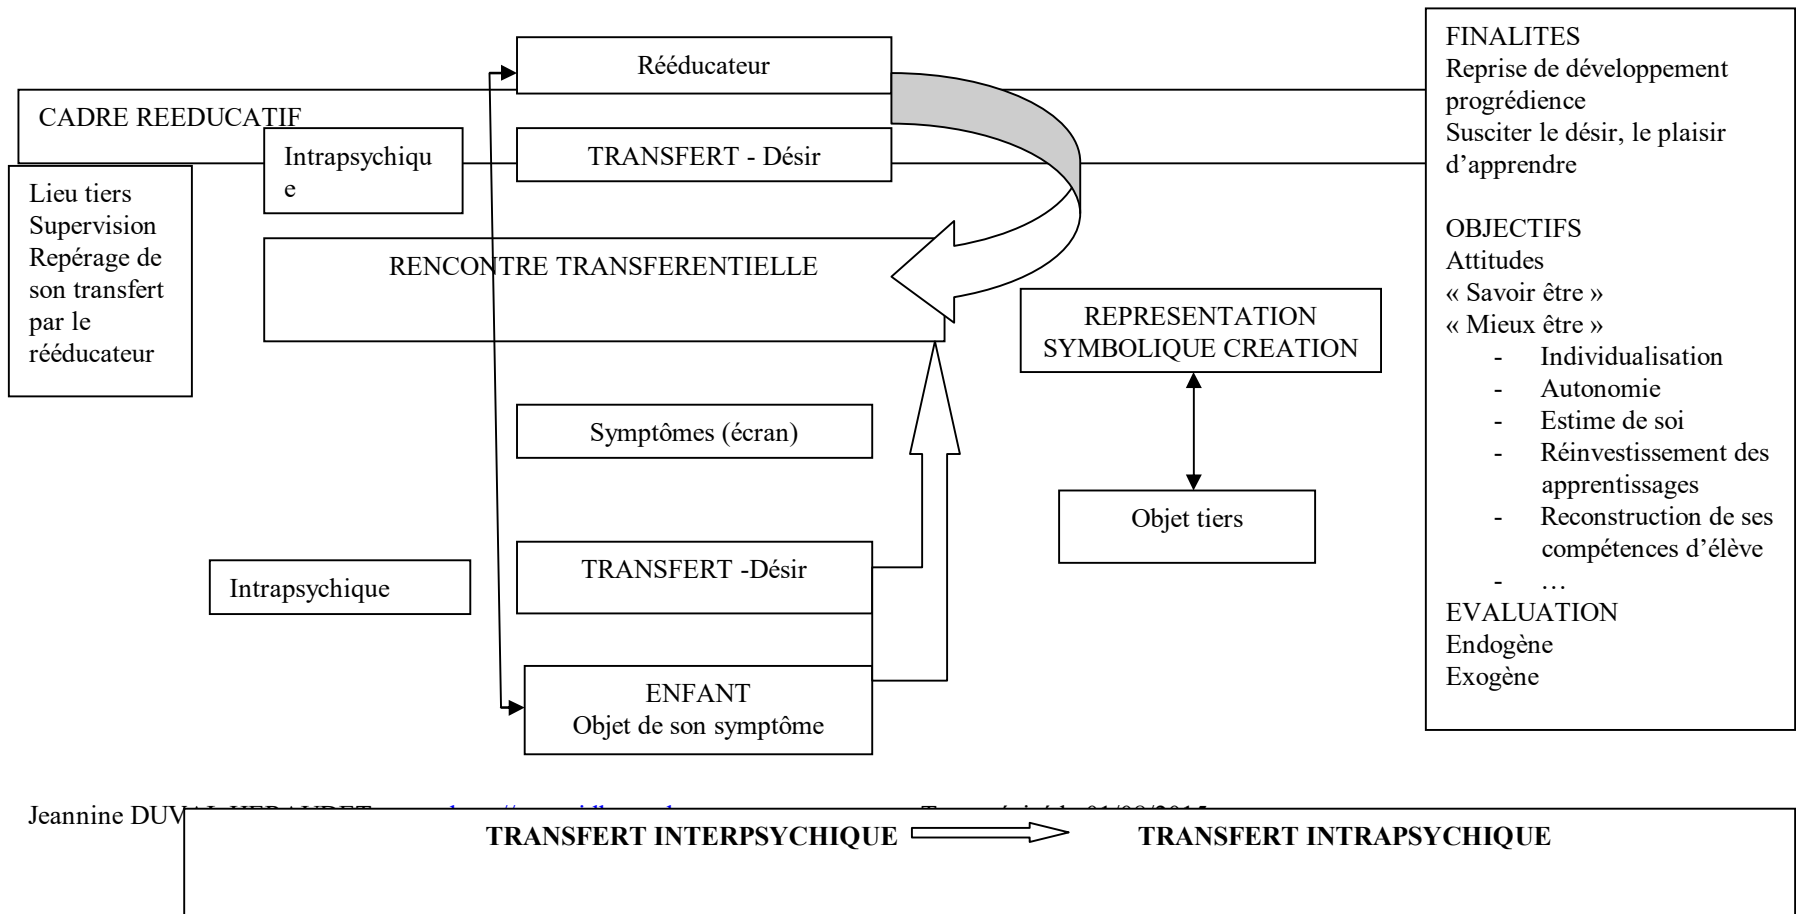 Rééducateur
CADRE REEDUCATIF
Intrapsychiqu
e
TRANSFERT - Désir
Lieu tiers
Supervision
Repérage de
son transfert
par le
rééducateur
RENCONTRE TRANSFERENTIELLE
REPRESENTATION
SYMBOLIQUE CREATION
Symptômes (écran)
Objet tiers
TRANSFERT -Désir
Intrapsychique
ENFANT
Objet de son symptôme
FINALITES
Reprise de développement
progrédience
Susciter le désir, le plaisir
d’apprendre
OBJECTIFS
Attitudes
« Savoir être »
« Mieux être »
- Individualisation
- Autonomie
- Estime de soi
- Réinvestissement des
apprentissages
- Reconstruction de ses
compétences d’élève
- …
EVALUATION
Endogène
Exogène
Jeannine
TRANSFERT INTERPSYCHIQUE TRANSFERT INTRAPSYCHIQUE